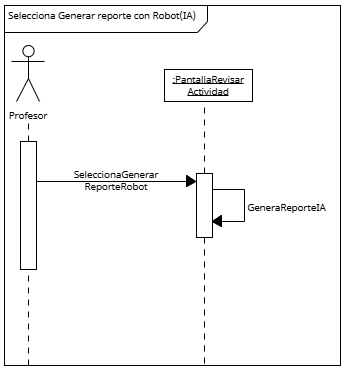 Selecciona Generar reporte con Robot(IA)
:PantallaRevisar
Actividad
Profesor
SeleccionaGenerar
ReporteRobot
GeneraReporteIA